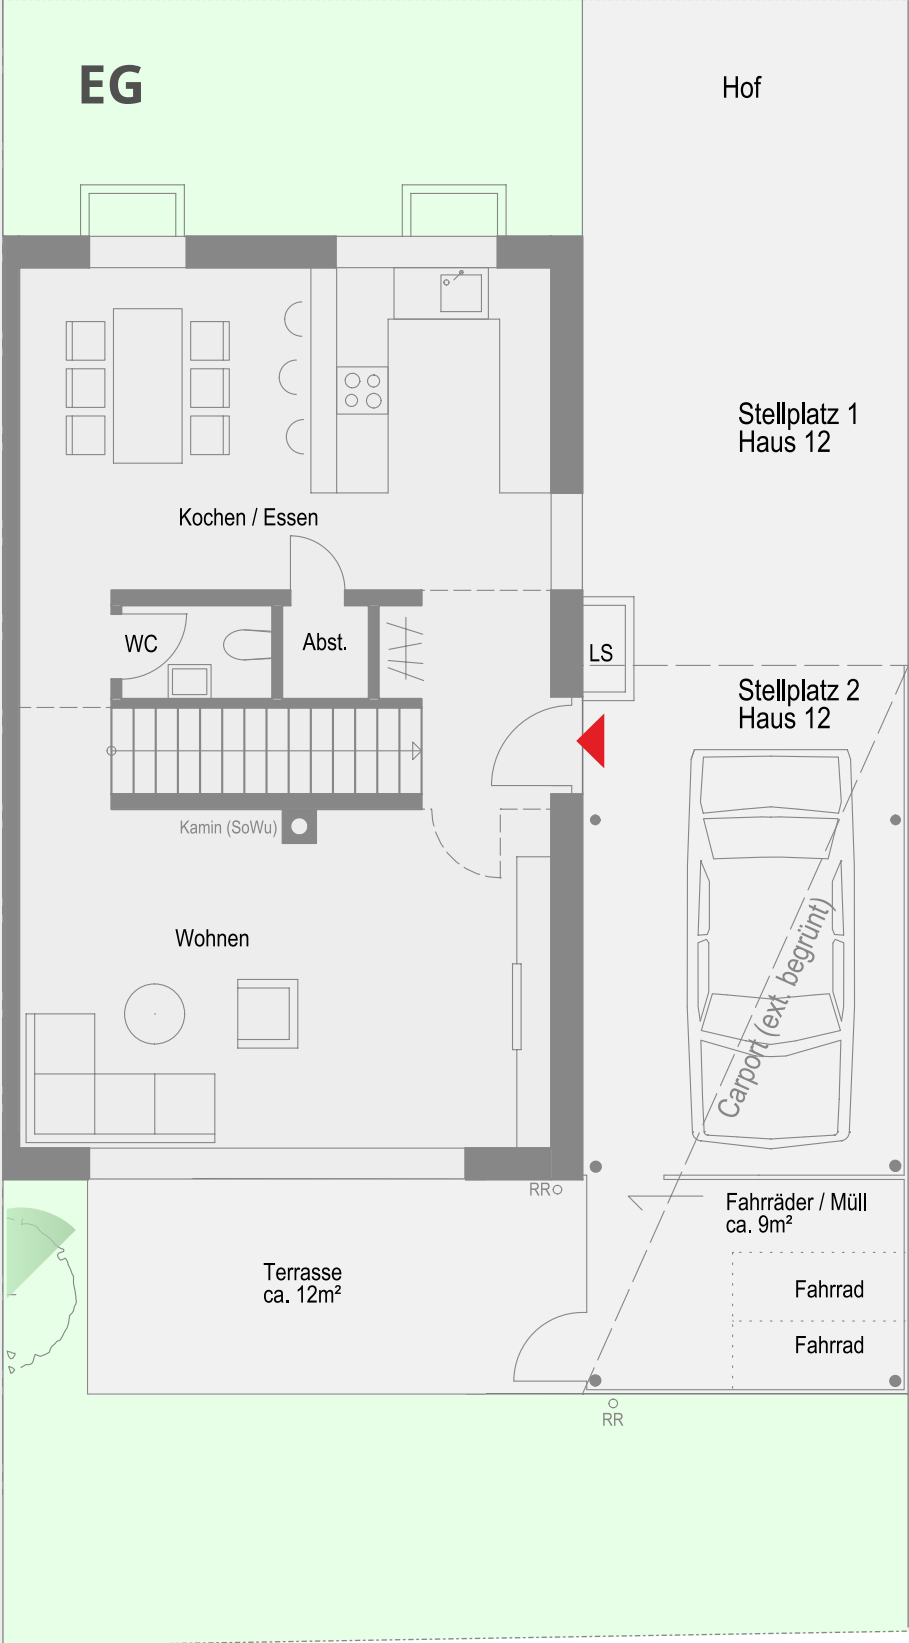 EG
Hof
Stellplatz 1
Haus 12
Kochen / Essen
WC
Abst.
LS
Stellplatz 2
Haus 12
Kamin (SoWu)
Carport (ext. begrünt)
Wohnen
RR
Fahrräder / Müll
ca. 9m²
Terrasse
ca. 12m²
Fahrrad
Fahrrad
RR